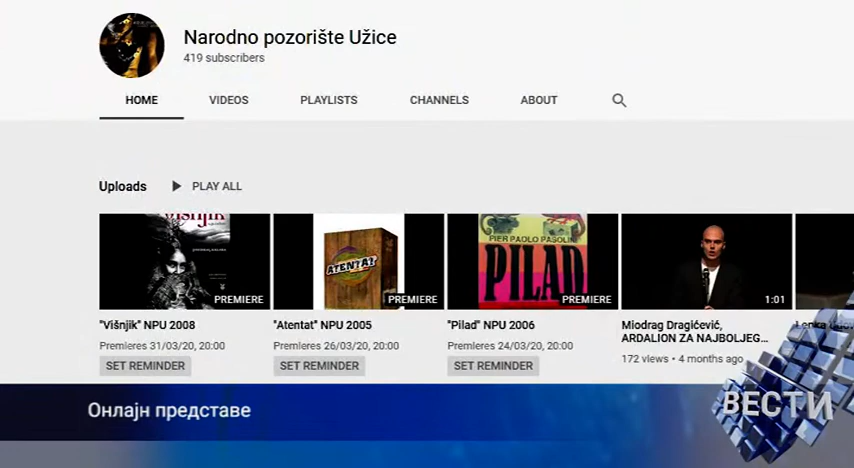 Narodno pozorište Užice
419 subscribers
HOME VIDEOS PLAYLISTS CHANNELS ABOUT
Uploads PLAY ALL
PREMIERE
"Višnjik" NPU 2008
Premieres 31/03/20, 20:00
SET REMINDER
ATENTAT
PREMIERE
"Atentat" NPU 2005
Premieres 26/03/20, 20:00
SET REMINDER
PIER PAOLO PASOLINI
PILAD
PREMIERE
"Pilad" NPU 2006
Premieres 24/03/20, 20:00
SET REMINDER
1:01
Miodrag Dragićević,
ARDALION ZA NAJBOLJEG...
172 views • 4 months ago
Lenka
Онлајн представе
ВЕСТИ